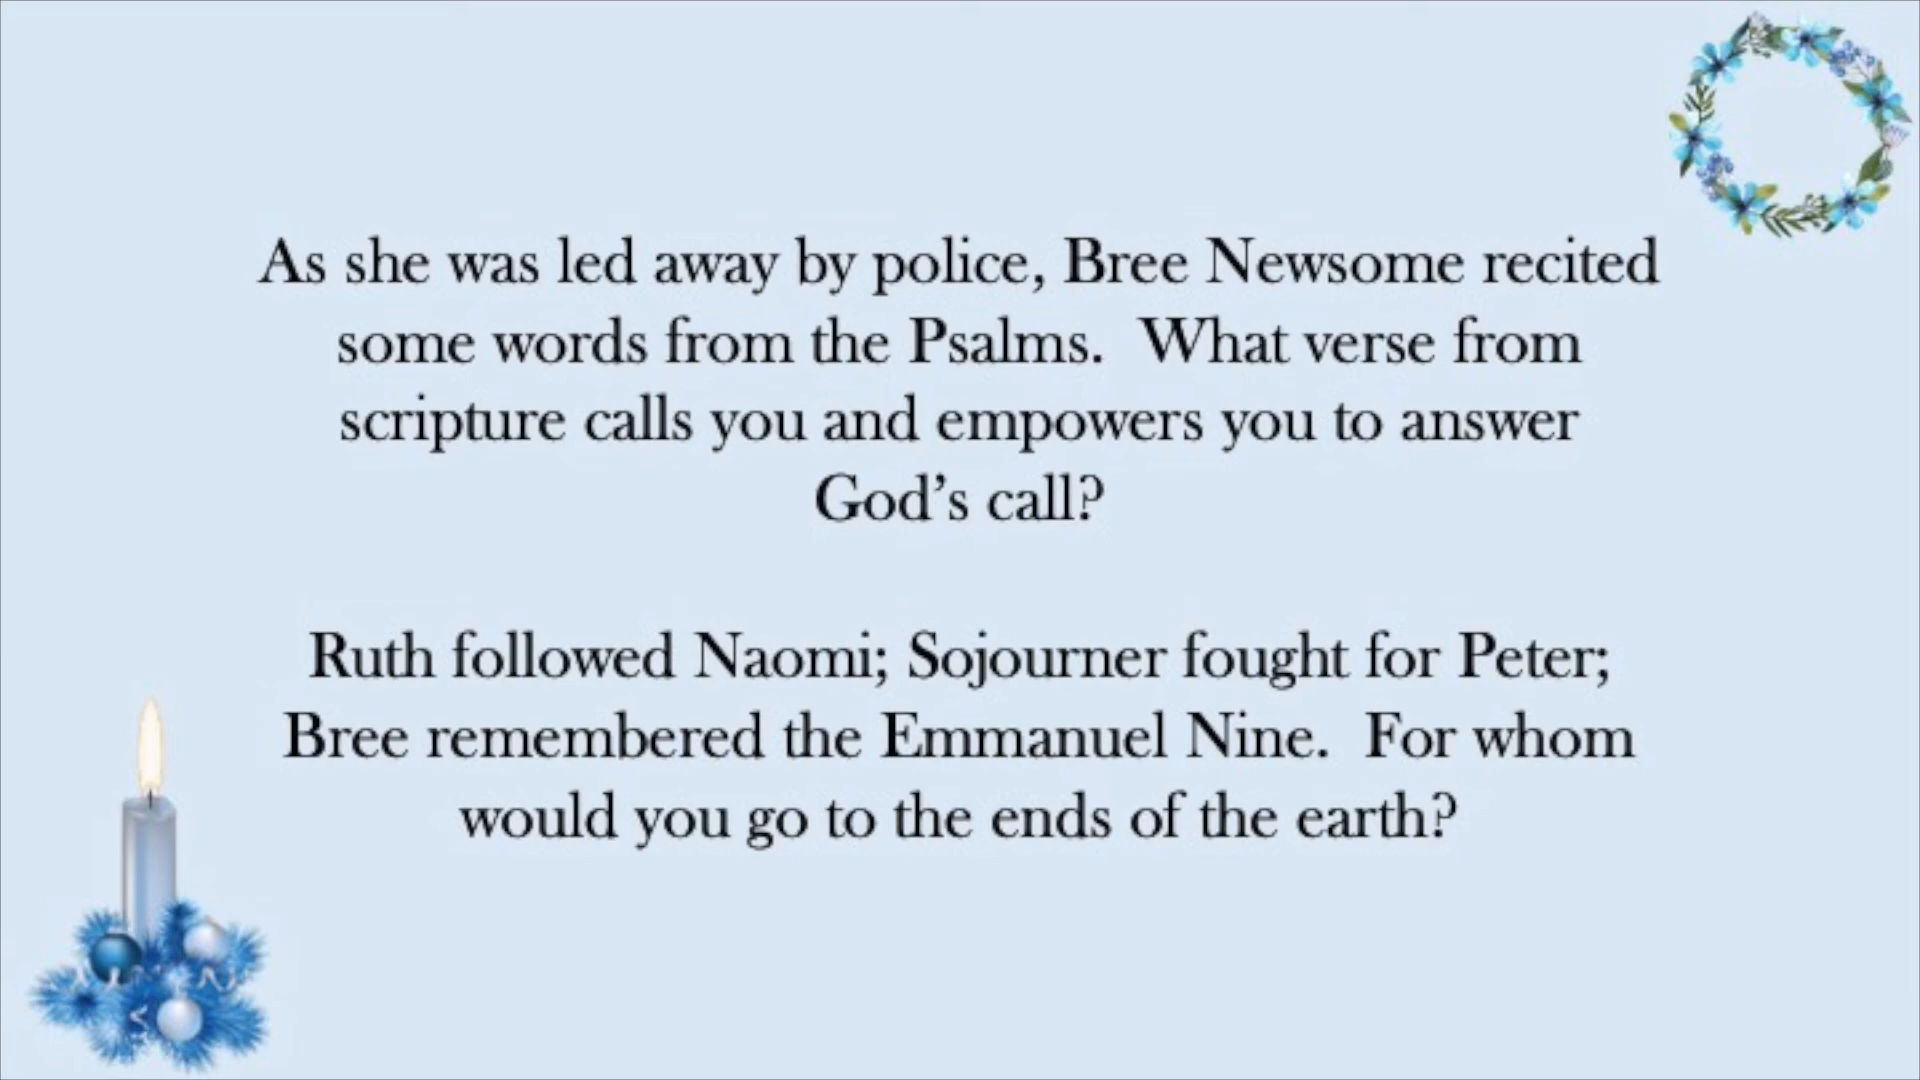 As she was led away by police, Bree Newsome recited
some words from the Psalms.  What verse from
scripture calls you and empowers you to answer
God’s call?
Ruth followed Naomi; Sojourner fought for Peter;
Bree remembered the Emmanuel Nine.  For whom
would you go to the ends of the earth?